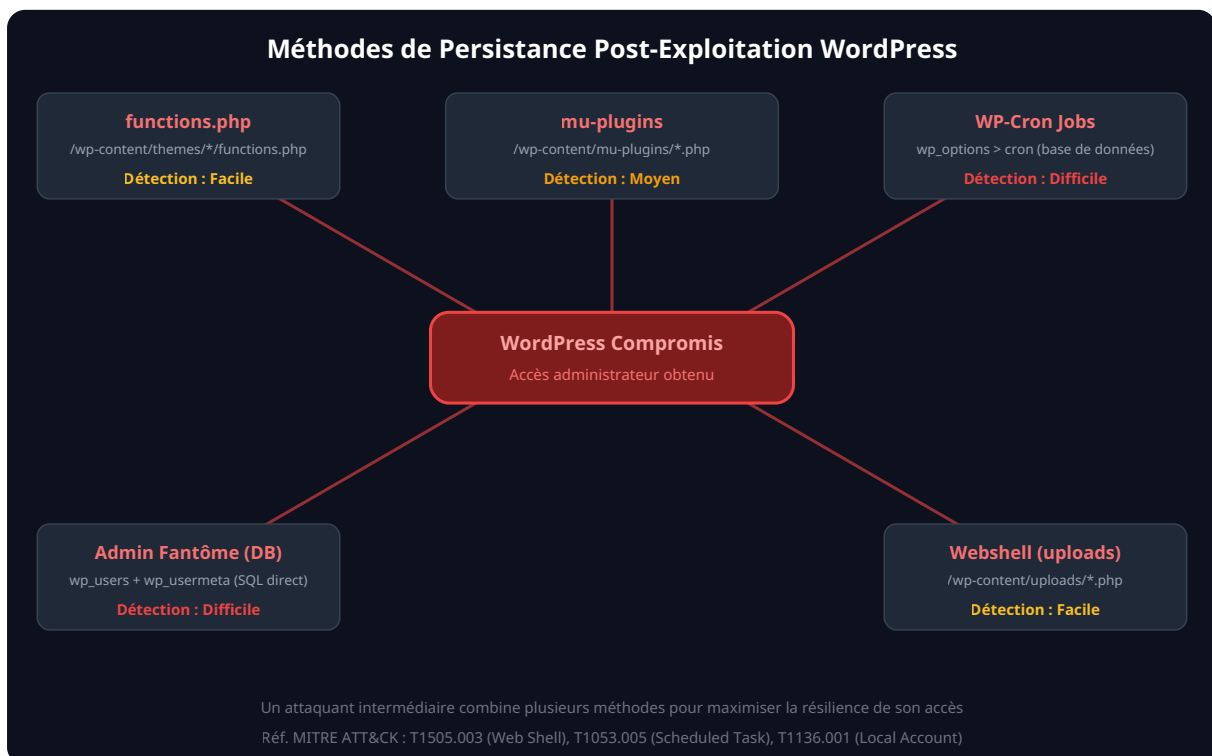 Méthodes de Persistance Post-Exploitation WordPress
functions.php
/wp-content/themes/*/functions.php
Détection : Facile
mu-plugins
/wp-content/mu-plugins/*.php
Détection : Moyen
WP-Cron Jobs
wp_options > cron (base de données)
Détection : Difficile
WordPress Compromis
Accès administrateur obtenu
Admin Fantôme (DB)
wp_users + wp_usermeta (SQL direct)
Détection : Difficile
Webshell (uploads)
/wp-content/uploads/*.php
Détection : Facile
Un attaquant intermédiaire combine plusieurs méthodes pour maximiser la résilience de son accès
Réf. MITRE ATT&CK : T1505.003 (Web Shell), T1053.005 (Scheduled Task), T1136.001 (Local Account)